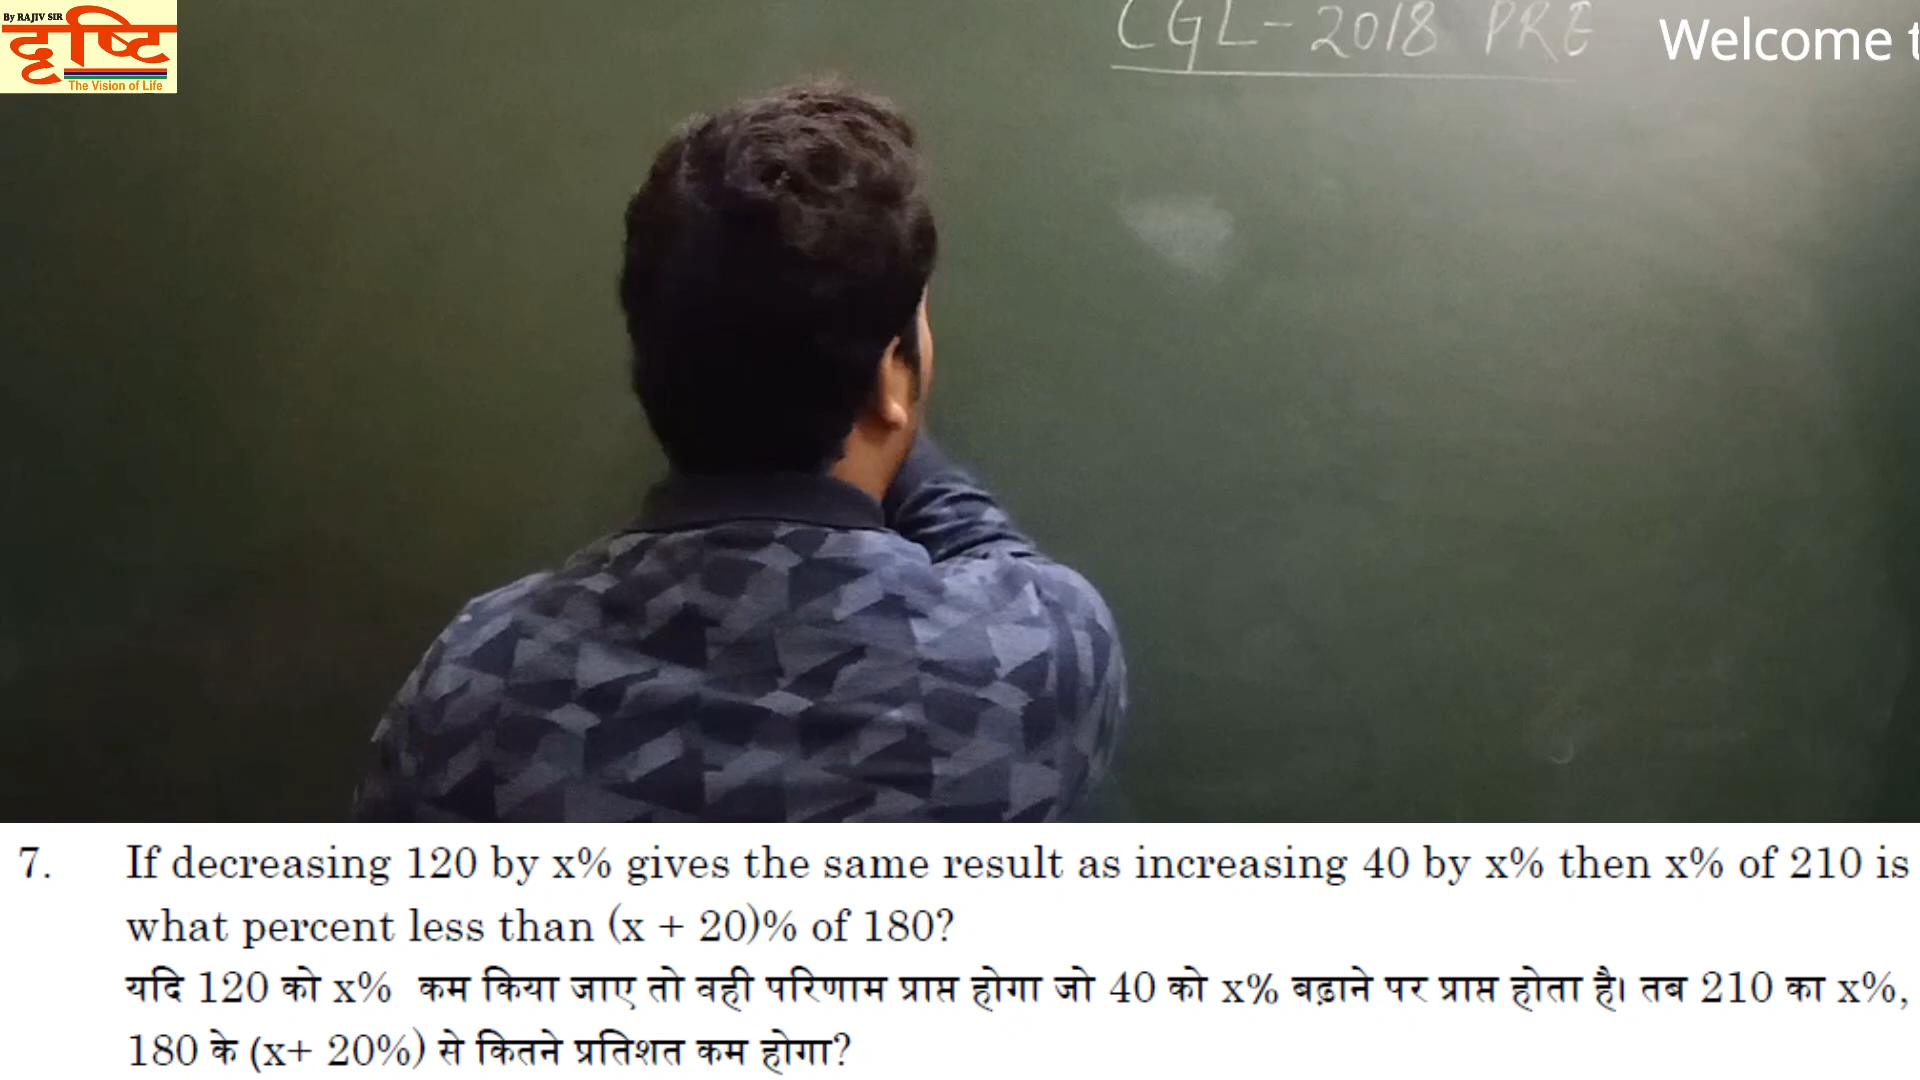 By RAJIV SIR
दृष्टि
The Vision of Life
CGL-2018 PRE
Welcome t
7. If decreasing 120 by x% gives the same result as increasing 40 by x% then x% of 210 is
what percent less than (x + 20)% of 180?
यदि 120 को x% कम किया जाए तो वही परिणाम प्राप्त होगा जो 40 को x% बढ़ाने पर प्राप्त होता है। तब 210 का x%,
180 के (x+ 20%) से कितने प्रतिशत कम होगा?